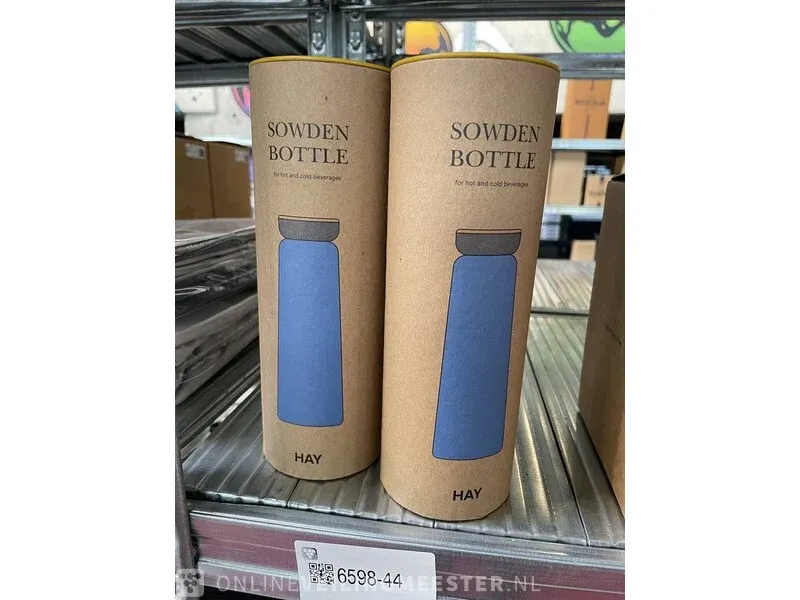 SOWDEN
BOTTLE
for hot and cold beverages
HAY
SOWDEN
BOTTLE
for hot and cold beverages
HAY
6598-44
ONLINEVEILINGMEESTER.NL